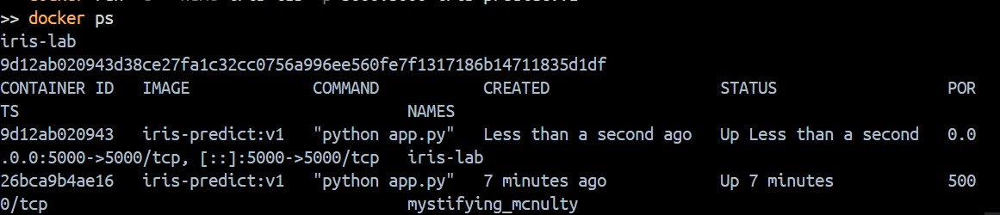 >> docker ps
iris-lab
9d12ab020943d38ce27fa1c32cc0756a996ee560fe7f1317186b14711835d1df
CONTAINER ID   IMAGE             COMMAND           CREATED                  STATUS                  POR
TS                                         NAMES
9d12ab020943   iris-predict:v1   "python app.py"   Less than a second ago   Up Less than a second   0.0
.0.0:5000->5000/tcp, [::]:5000->5000/tcp   iris-lab
26bca9b4ae16   iris-predict:v1   "python app.py"   7 minutes ago            Up 7 minutes            500
0/tcp                                      mystifying_mcnulty